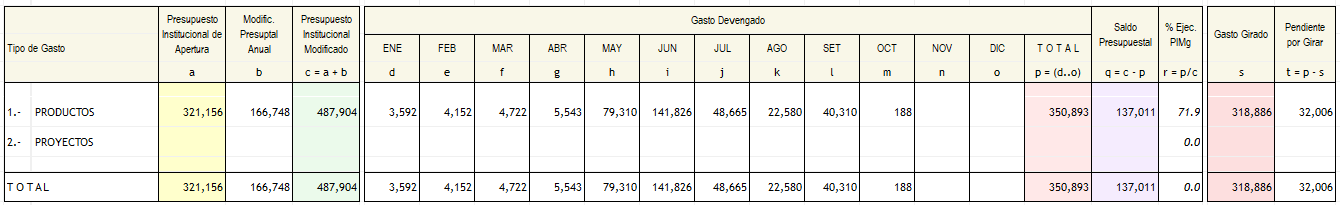 Tipo de Gasto
Presupuesto Institucional de Apertura
a
Modific. Presuptal Anual
b
Presupuesto Institucional Modificado
c = a + b
Gasto Devengado
ENE FEB MAR ABR MAY JUN JUL AGO SET OCT NOV DIC T O T A L
d e f g h i j k l m n o p = (d..o)
Saldo Presupuestal
q = c - p
% Ejec. PIMg
r = p/c
Gasto Girado
s
Pendiente por Girar
t = p - s
1.- PRODUCTOS 321,156 166,748 487,904 3,592 4,152 4,722 5,543 79,310 141,826 48,665 22,580 40,310 188 350,893 137,011 71.9 318,886 32,006
2.- PROYECTOS 0.0
T O T A L 321,156 166,748 487,904 3,592 4,152 4,722 5,543 79,310 141,826 48,665 22,580 40,310 188 350,893 137,011 0.0 318,886 32,006